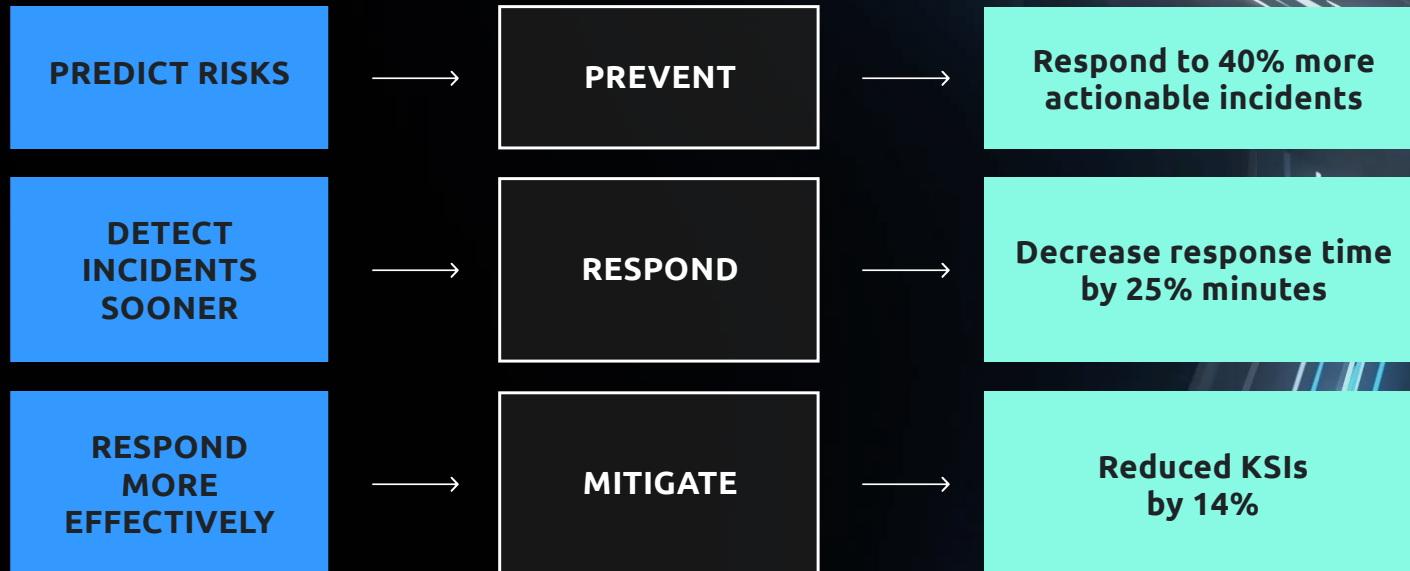 PREDICT RISKS
PREVENT
Respond to 40% more
actionable incidents
DETECT
INCIDENTS
SOONER
RESPOND
Decrease response time
by 25% minutes
RESPOND
MORE
EFFECTIVELY
MITIGATE
Reduced KSIs
by 14%